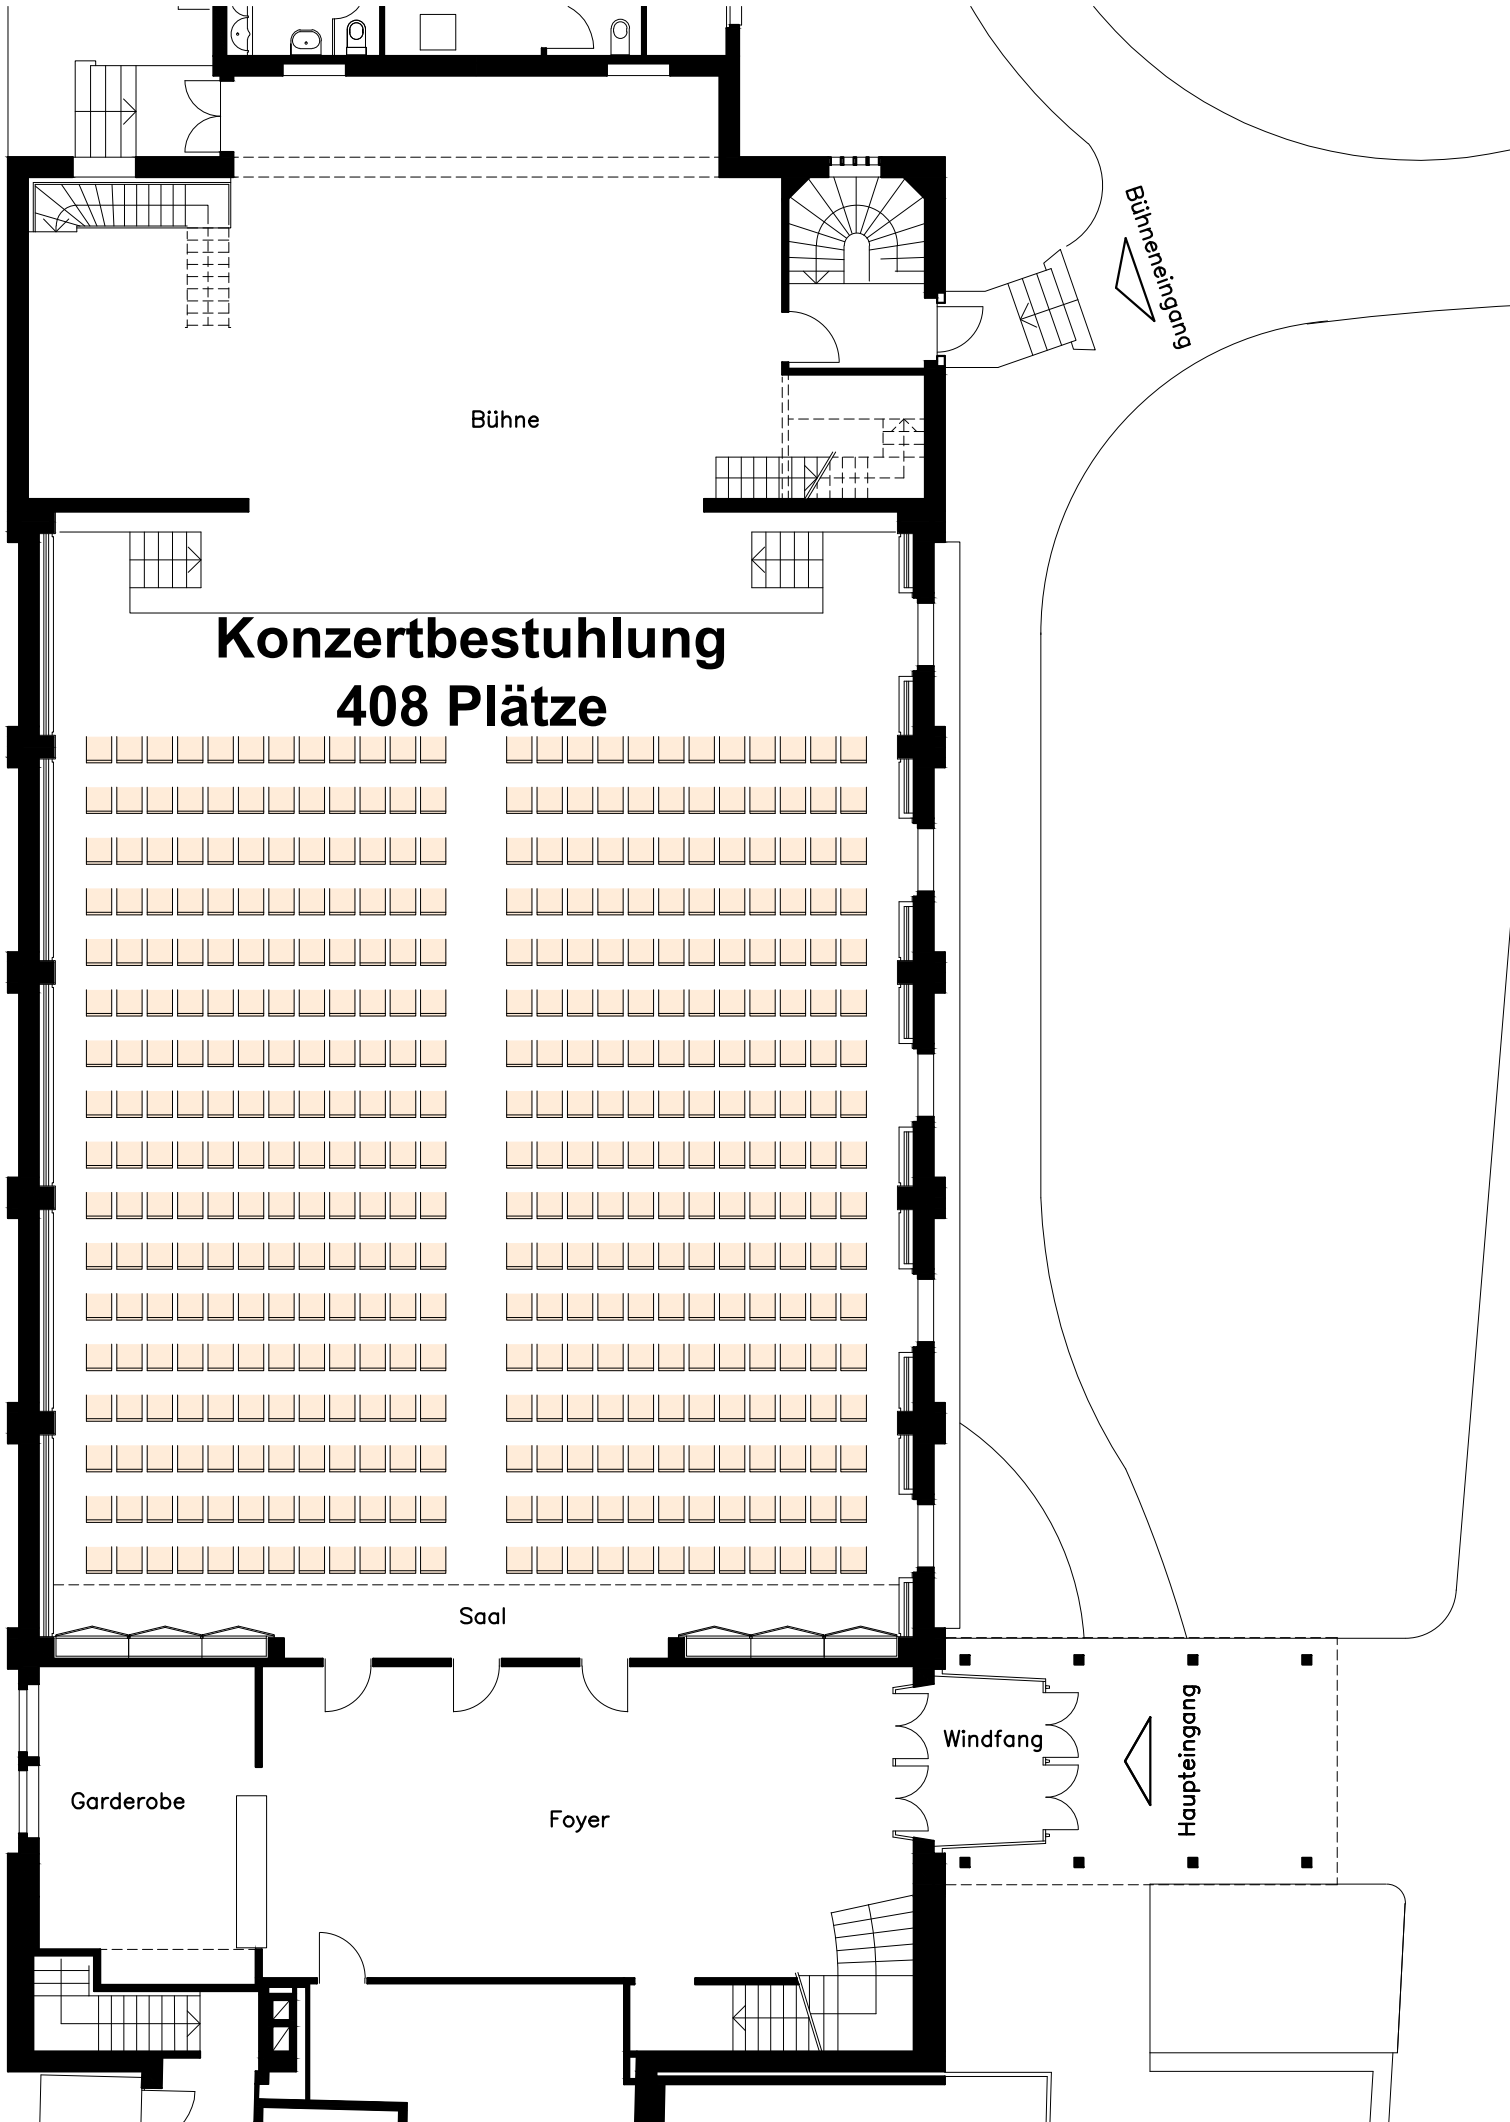 Bühneneingang
Bühne
Konzertbestuhlung
408 Plätze
Saal
Windfang
Haupteingang
Garderobe
Foyer